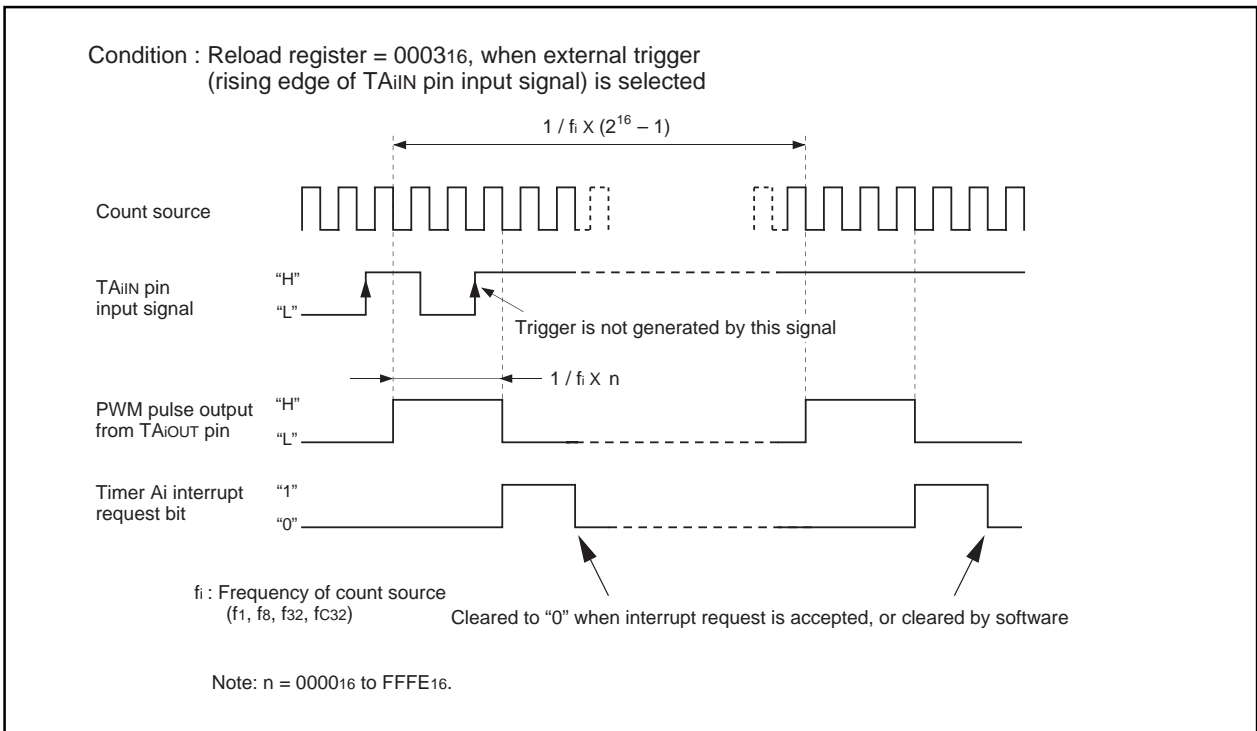 Condition : Reload register = 000316, when external trigger
(rising edge of TAiIN pin input signal) is selected
1 / fi X (2^16 – 1)
Count source
TAiIN pin
input signal
“H”
“L”
Trigger is not generated by this signal
1 / fi X n
PWM pulse output
from TAiOUT pin
“H”
“L”
Timer Ai interrupt
request bit
“1”
“0”
fi : Frequency of count source
(f1, f8, f32, fC32)
Cleared to “0” when interrupt request is accepted, or cleared by software
Note: n = 000016 to FFFE16.